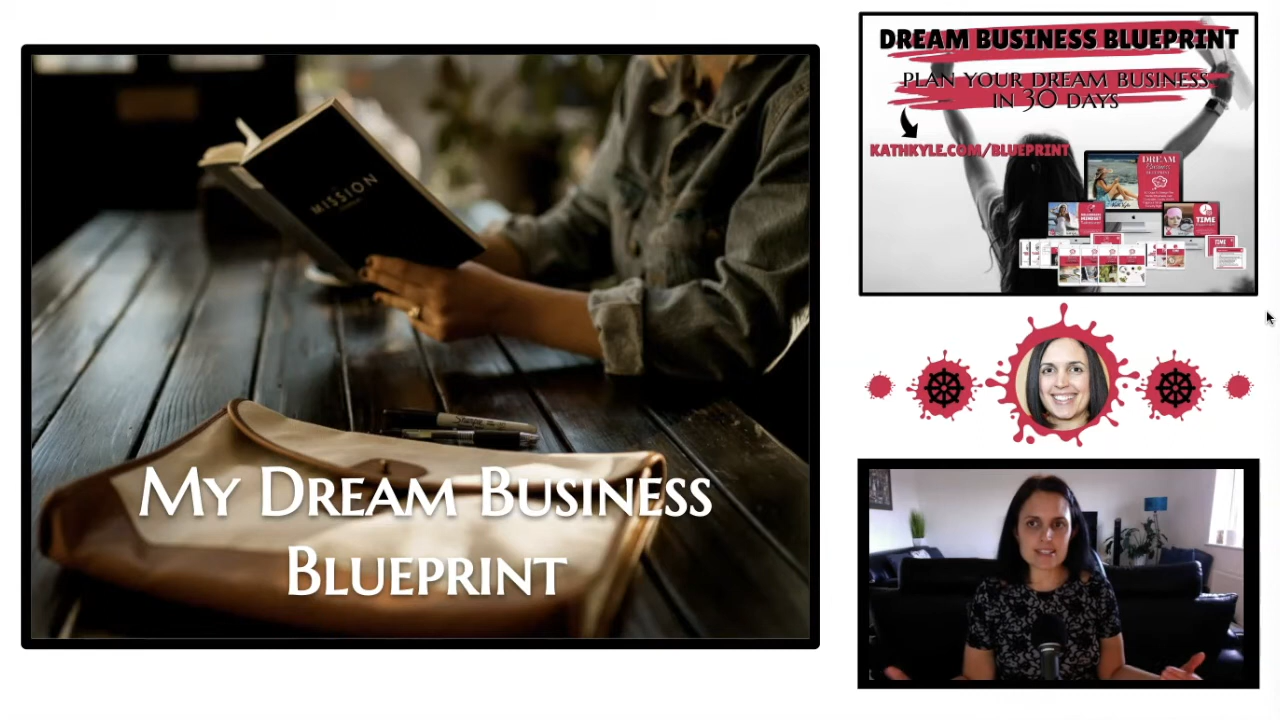 MISSION
MY DREAM BUSINESS
BLUEPRINT
DREAM BUSINESS BLUEPRINT
PLAN YOUR DREAM BUSINESS
IN 30 DAYS
KATHKYLE.COM/BLUEPRINT
DREAM
TIME